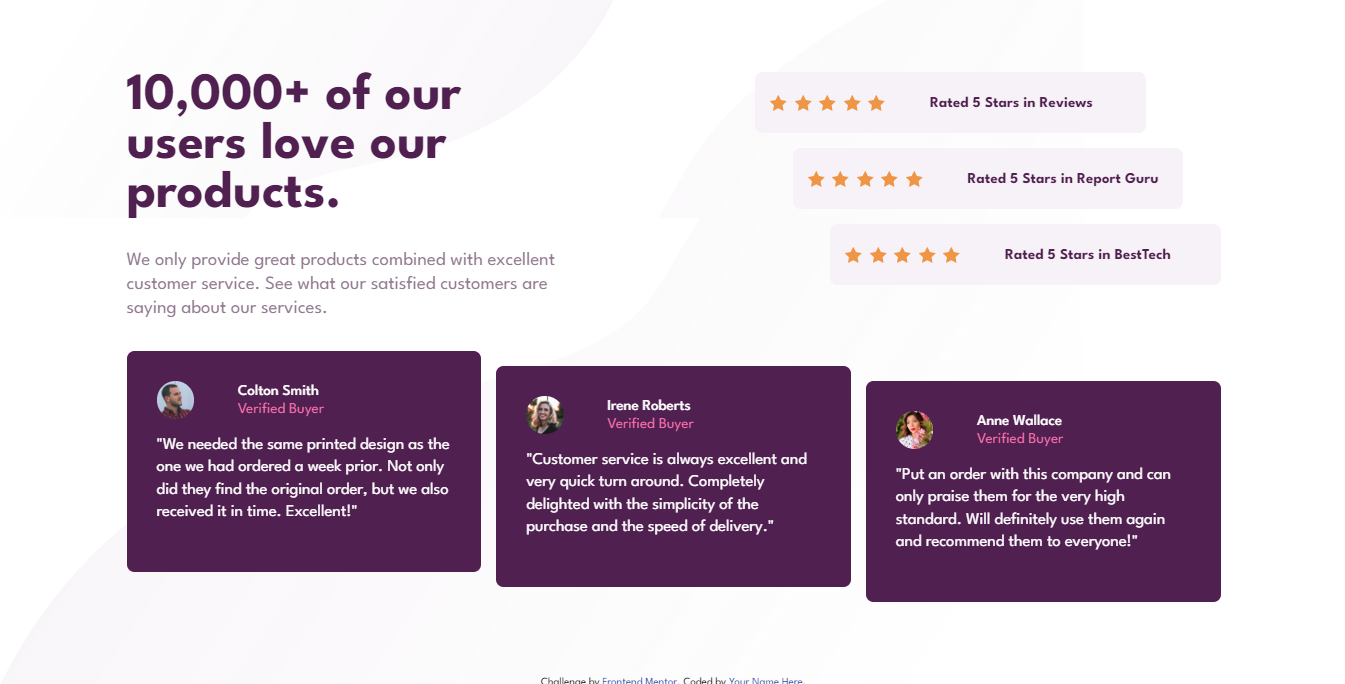 10,000+ of our
users love our
products.
We only provide great products combined with excellent
customer service. See what our satisfied customers are
saying about our services.
Rated 5 Stars in Reviews
Rated 5 Stars in Report Guru
Rated 5 Stars in BestTech
Colton Smith
Verified Buyer
"We needed the same printed design as the
one we had ordered a week prior. Not only
did they find the original order, but we also
received it in time. Excellent!"
Irene Roberts
Verified Buyer
"Customer service is always excellent and
very quick turn around. Completely
delighted with the simplicity of the
purchase and the speed of delivery."
Anne Wallace
Verified Buyer
"Put an order with this company and can
only praise them for the very high
standard. Will definitely use them again
and recommend them to everyone!"
Challenge by Frontend Mentor. Coded by Your Name Here.